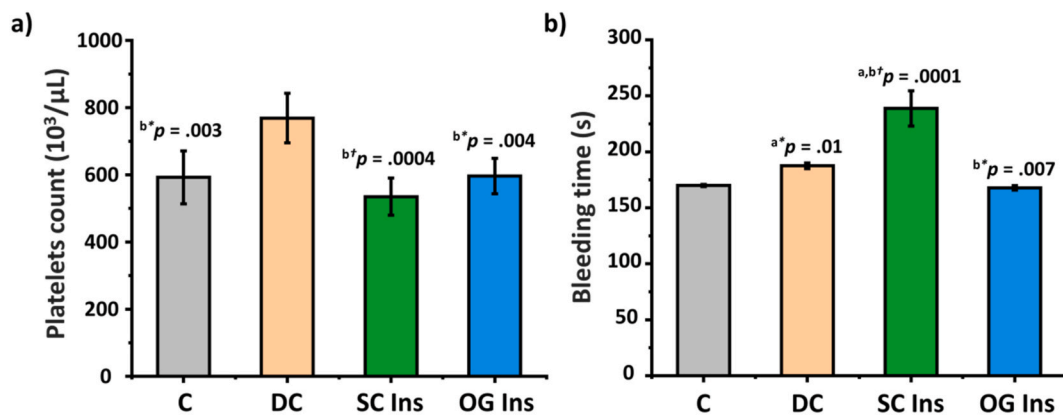 a)
Platelets count (10³/µL)
1000
800
600
400
200
0
b*p = .003
b†p = .0004
b*p = .004
C
DC
SC Ins
OG Ins
b)
Bleeding time (s)
300
250
200
150
100
50
0
a*p = .01
a,b†p = .0001
b*p = .007
C
DC
SC Ins
OG Ins